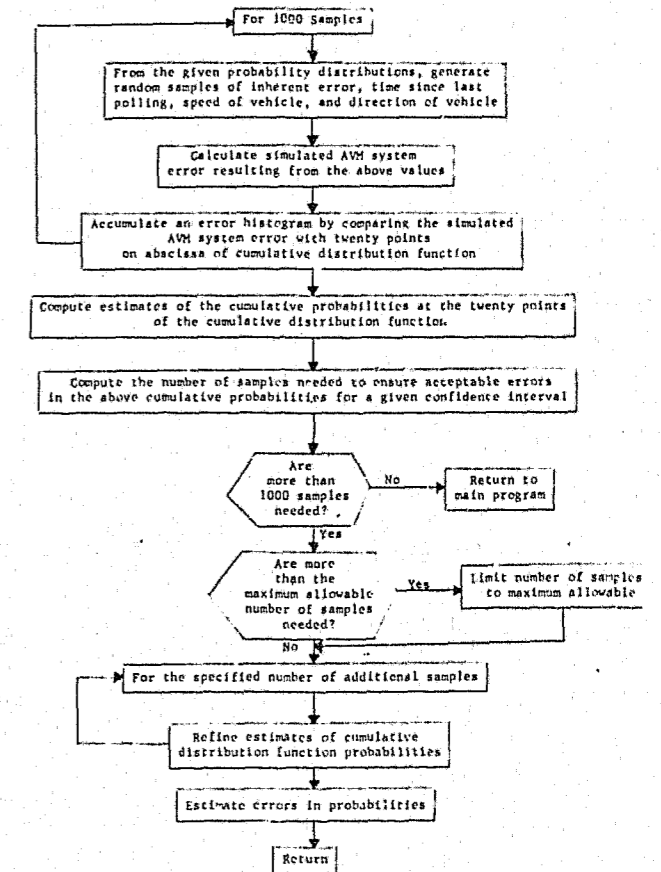 For 1000 Samples
From the given probability distributions, generate
random samples of inherent error, time since last
polling, speed of vehicle, and direction of vehicle
Calculate simulated AVM system
error resulting from the above values
Accumulate an error histogram by comparing the simulated
AVM system error with twenty points
on abscissa of cumulative distribution function
Compute estimates of the cumulative probabilities at the twenty points
of the cumulative distribution function.
Compute the number of samples needed to ensure acceptable errors
in the above cumulative probabilities for a given confidence interval
Are
more than
1000 samples
needed?
No
Return to
main program
Yes
Are more
than the
maximum allowable
number of samples
needed?
Yes
Limit number of samples
to maximum allowable
No
For the specified number of additional samples
Refine estimates of cumulative
distribution function probabilities
Estimate errors in probabilities
Return